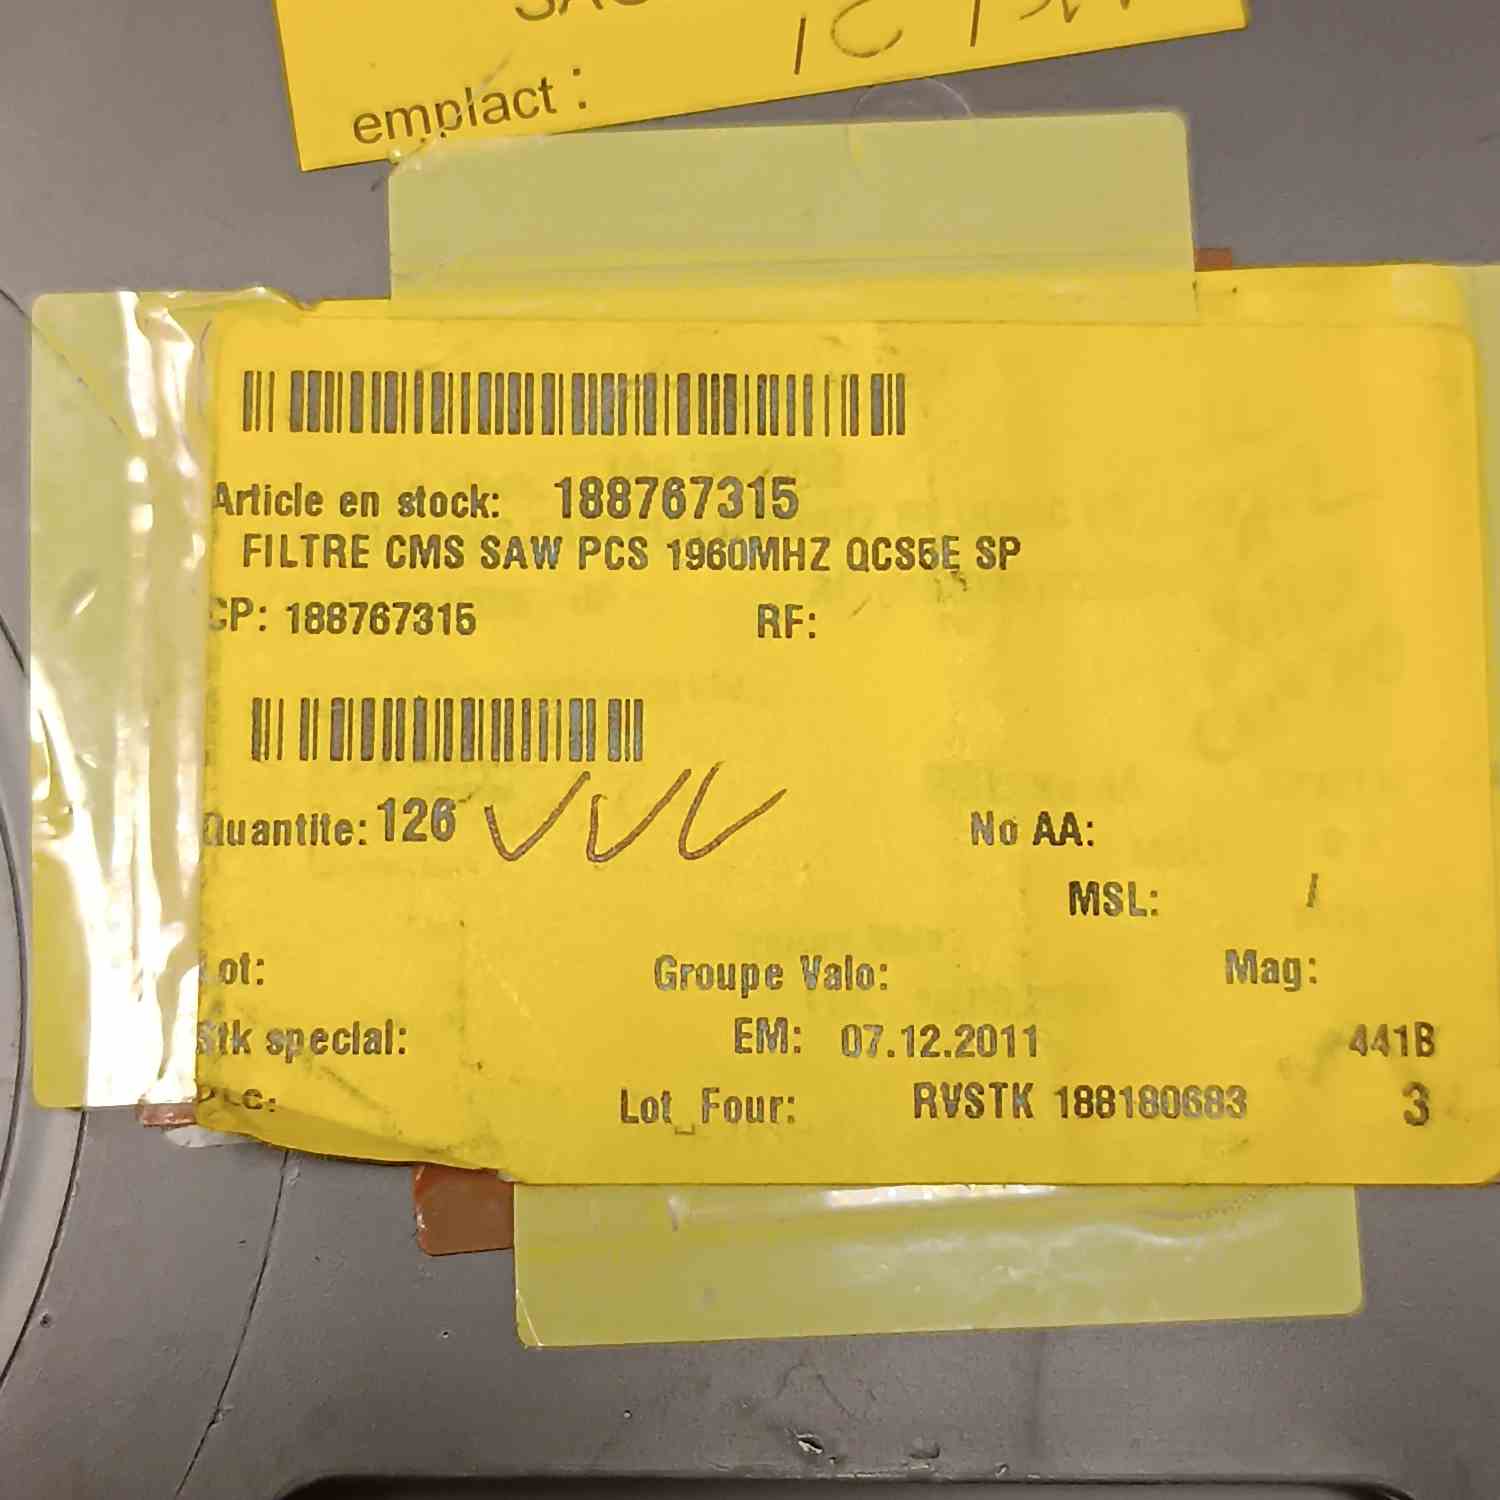 emplact :
Article en stock: 188767315
FILTRE CMS SAW PCS 1960MHZ QCS5E SP
CP: 188767315 RF:
Quantite: 126 No AA:
MSL: /
Lot: Groupe Valo: Mag:
Stk special: EM: 07.12.2011 441B
Lot_Four: RVSTK 188180683 3